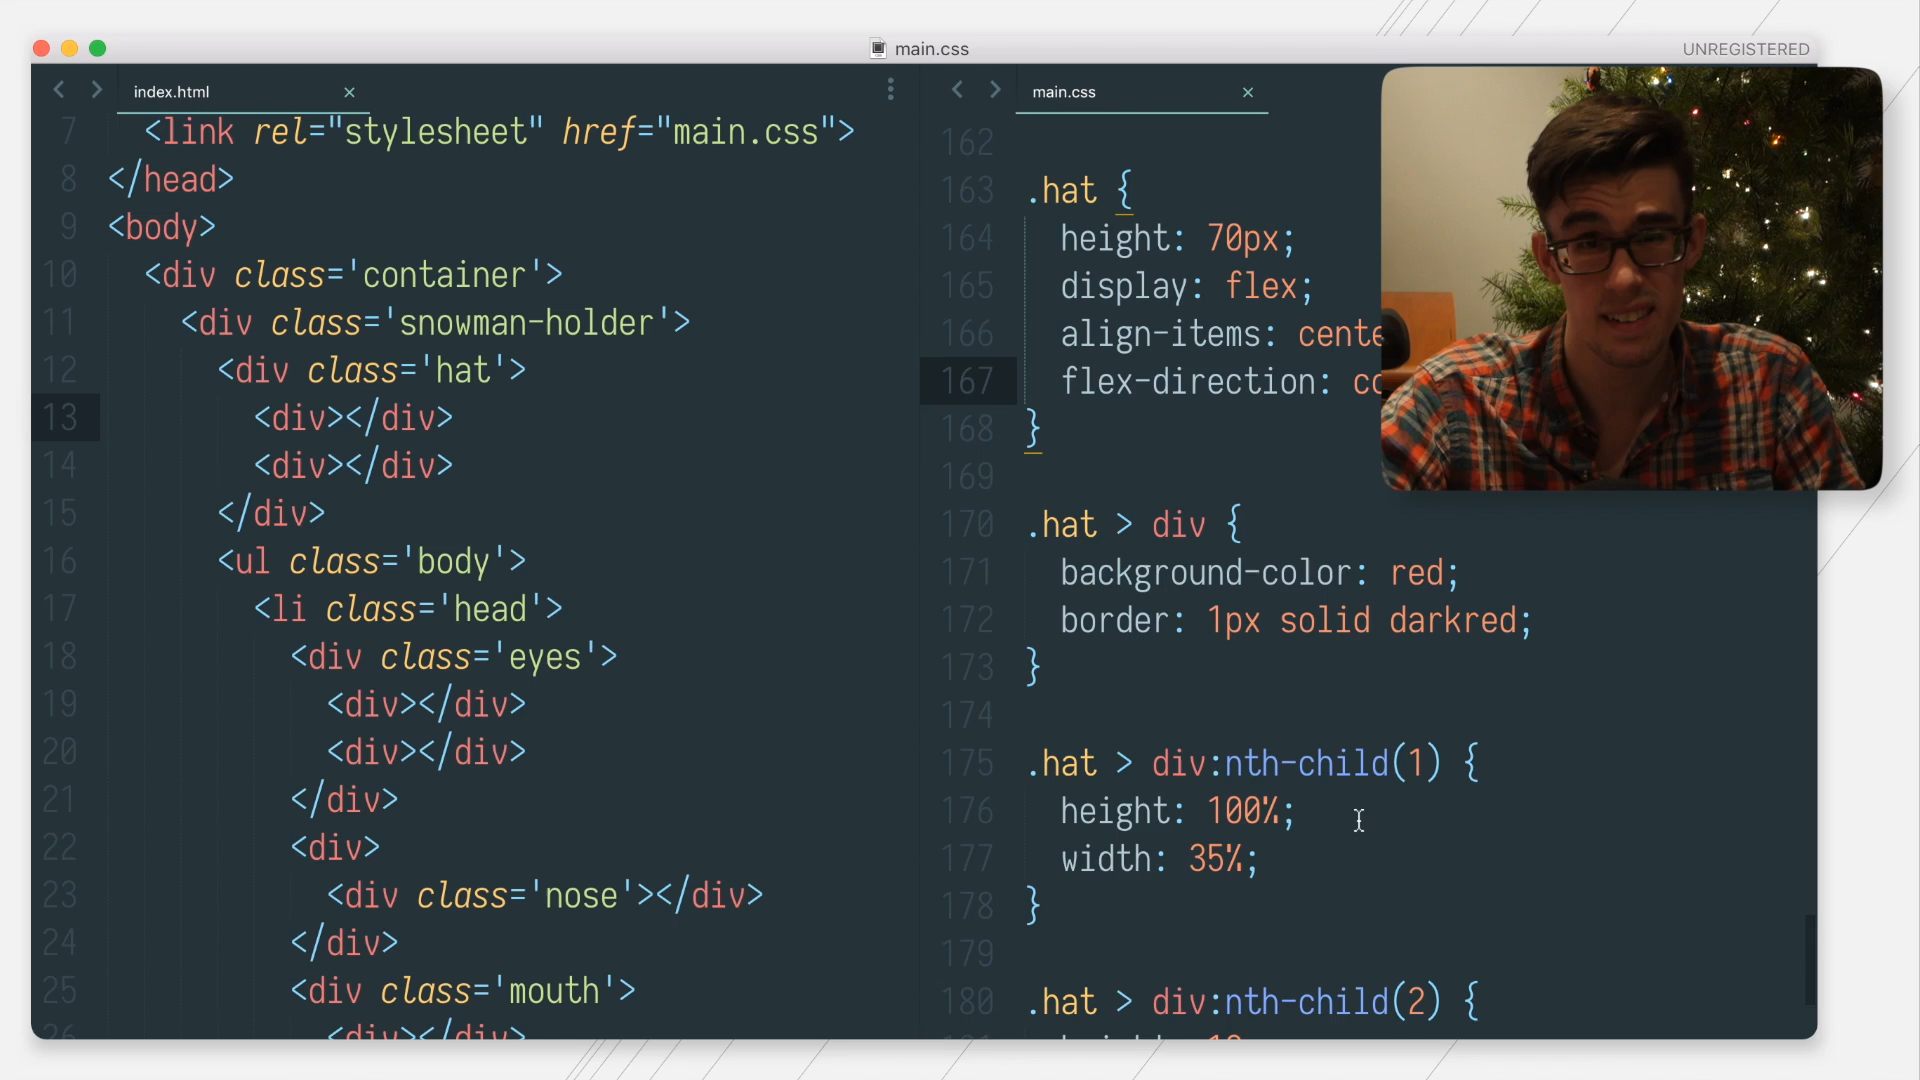 main.css
UNREGISTERED
index.html
7 <link rel="stylesheet" href="main.css">
8 </head>
9 <body>
10 <div class='container'>
11 <div class='snowman-holder'>
12 <div class='hat'>
13 <div></div>
14 <div></div>
15 </div>
16 <ul class='body'>
17 <li class='head'>
18 <div class='eyes'>
19 <div></div>
20 <div></div>
21 </div>
22 <div>
23 <div class='nose'></div>
24 </div>
25 <div class='mouth'>
26 <div></div>
main.css
162
163 .hat {
164 height: 70px;
165 display: flex;
166 align-items: cente
167 flex-direction: co
168 }
169
170 .hat > div {
171 background-color: red;
172 border: 1px solid darkred;
173 }
174
175 .hat > div:nth-child(1) {
176 height: 100%;
177 width: 35%;
178 }
179
180 .hat > div:nth-child(2) {